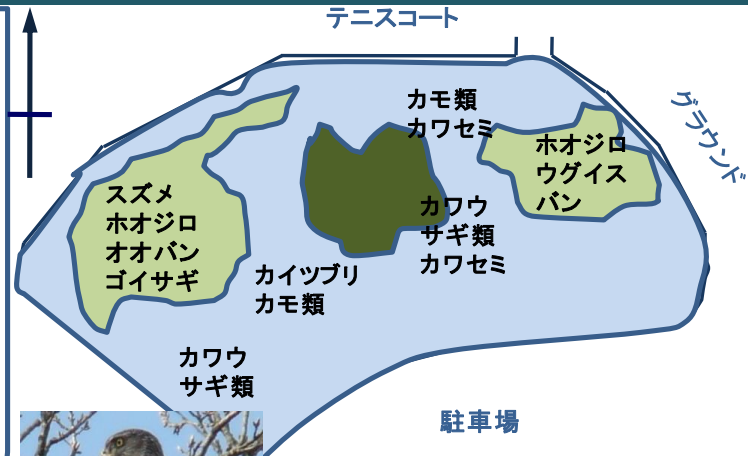 テニスコート
グラウンド
カモ類
カワセミ
ホオジロ
ウグイス
バン
スズメ
ホオジロ
オオバン
ゴイサギ
カワウ
サギ類
カワセミ
カイツブリ
カモ類
カワウ
サギ類
駐車場